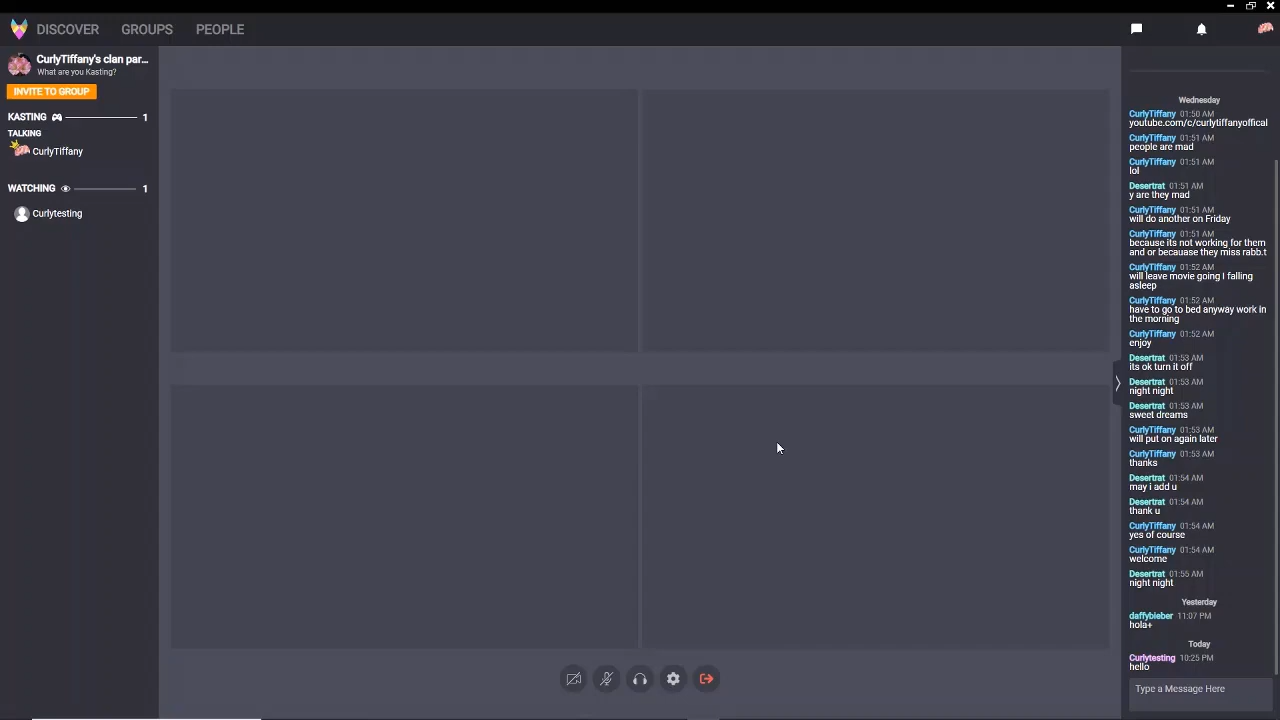 DISCOVER GROUPS PEOPLE
CurlyTiffany's clan par...
What are you Kasting?
INVITE TO GROUP
KASTING 1
TALKING
CurlyTiffany
WATCHING 1
Curlytesting
Wednesday
CurlyTiffany 01:50 AM
youtube.com/c/curlytiffanyoffical
CurlyTiffany 01:51 AM
people are mad
CurlyTiffany 01:51 AM
lol
Desertrat 01:51 AM
y are they mad
CurlyTiffany 01:51 AM
will do another on Friday
CurlyTiffany 01:51 AM
because its not working for them
and or becauase they miss rabb.t
CurlyTiffany 01:52 AM
will leave movie going I falling
asleep
CurlyTiffany 01:52 AM
have to go to bed anyway work in
the morning
CurlyTiffany 01:52 AM
enjoy
Desertrat 01:53 AM
its ok turn it off
Desertrat 01:53 AM
night night
Desertrat 01:53 AM
sweet dreams
CurlyTiffany 01:53 AM
will put on again later
CurlyTiffany 01:53 AM
thanks
Desertrat 01:54 AM
may i add u
Desertrat 01:54 AM
thank u
CurlyTiffany 01:54 AM
yes of course
CurlyTiffany 01:54 AM
welcome
Desertrat 01:55 AM
night night
Yesterday
daffybieber 11:07 PM
hola+
Today
Curlytesting 10:25 PM
hello
Type a Message Here